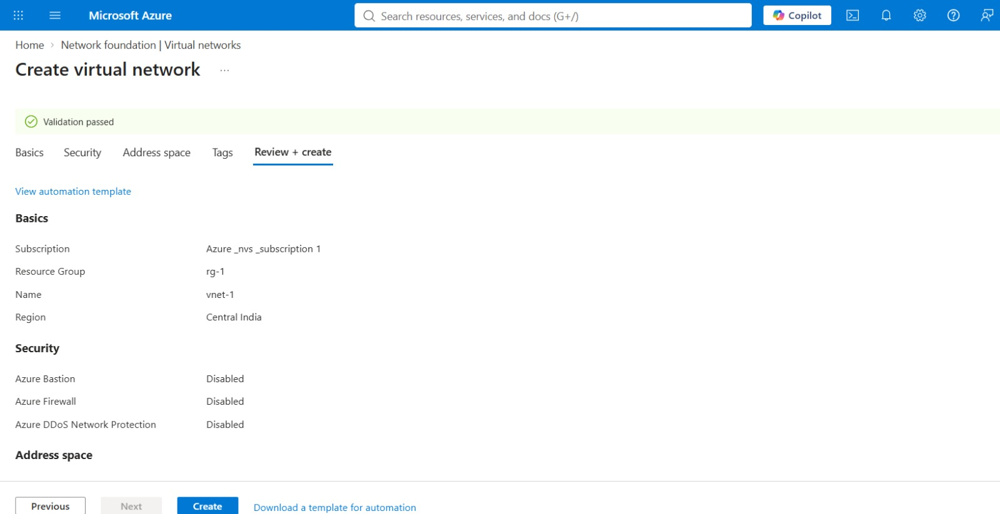 Microsoft Azure
Search resources, services, and docs (G+/)
Copilot
Home › Network foundation | Virtual networks
Create virtual network ...
Validation passed
Basics Security Address space Tags Review + create
View automation template
Basics
Subscription Azure _nvs _subscription 1
Resource Group rg-1
Name vnet-1
Region Central India
Security
Azure Bastion Disabled
Azure Firewall Disabled
Azure DDoS Network Protection Disabled
Address space
Previous Next Create Download a template for automation